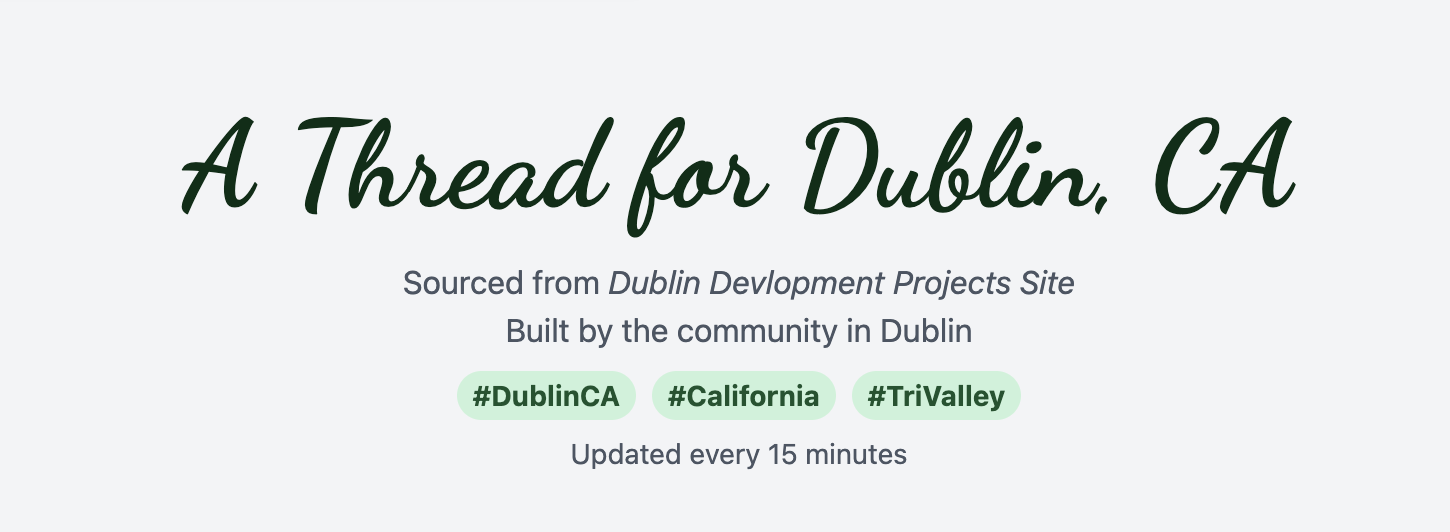 A Thread for Dublin, CA
Sourced from Dublin Devlopment Projects Site
Built by the community in Dublin
#DublinCA #California #TriValley
Updated every 15 minutes